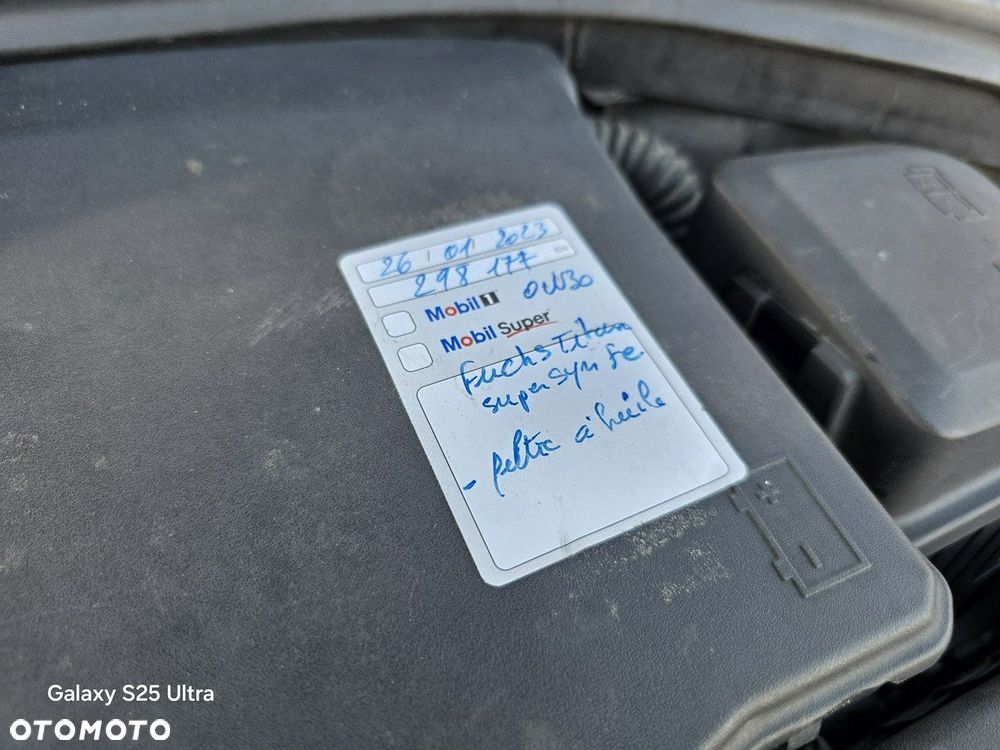 26 / 01 / 2023
298 177 KM
Mobil 1 0W30
Mobil Super
Fuchs Titan
supersyn fe
- filtre à huile
Galaxy S25 Ultra
OTOMOTO